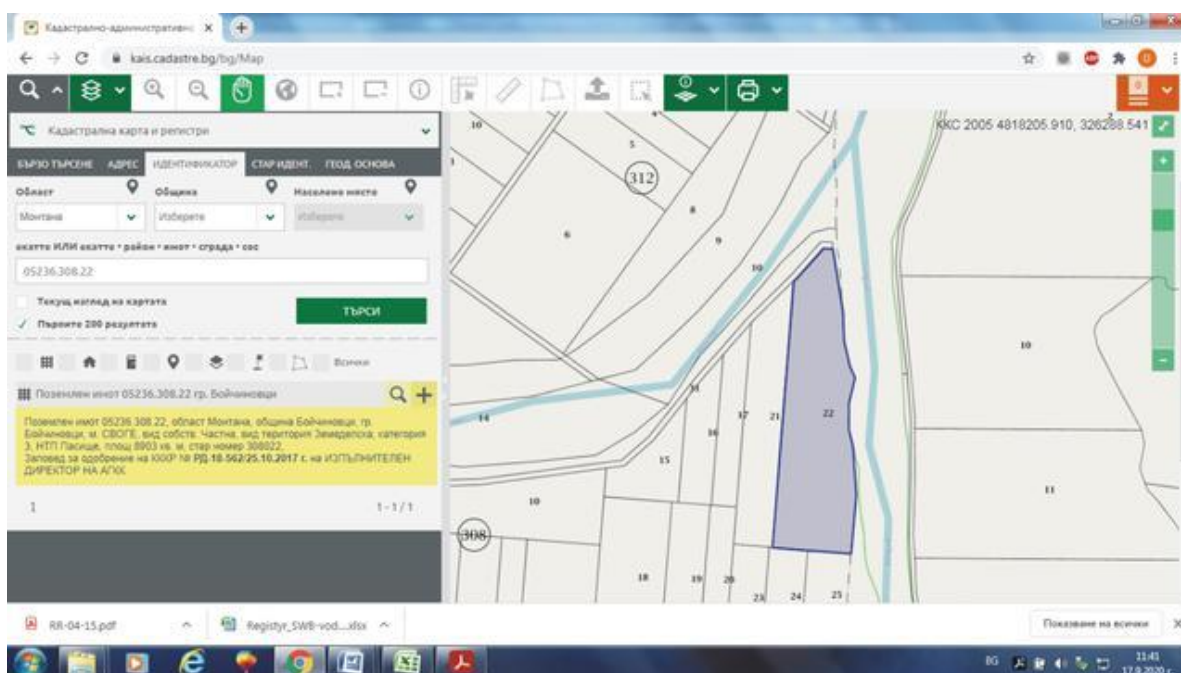 Кадастрално-административн
kais.cadastre.bg/bg/Map
Кадастрална карта и регистри
БЪРЗО ТЪРСЕНЕ АДРЕС ИДЕНТИФИКАТОР СТАР ИДЕНТ. ГЕОД. ОСНОВА
Област Община Населено място
Монтана Изберете Изберете
екатте ИЛИ екатте • район • имот • сграда • сос
05236.308.22
Текущ изглед на картата
Първите 200 резултата
ТЪРСИ
Всички
Поземлен имот 05236.308.22 гр. Бойчиновци
Поземлен имот 05236.308.22, област Монтана, община Бойчиновци, гр.
Бойчиновци, м. СВОГЕ, вид собств. Частна, вид територия Земеделска, категория
3, НТП Пасище, площ 8903 кв. м, стар номер 308022,
Заповед за одобрение на КККР № РД-18-562/25.10.2017 г. на ИЗПЪЛНИТЕЛЕН
ДИРЕКТОР НА АГКК
1 1 - 1 / 1
ККС 2005 4818205.910, 326288.541
10
5
312
8
6
9
10
10
31
14
17 21 22
16
15
11
10
308
18 19 20
23 24 25
RR-04-15.pdf
Registyr_SWB-vod....xlsx
Показване на всички
BG
11:41
17.9.2020 г.